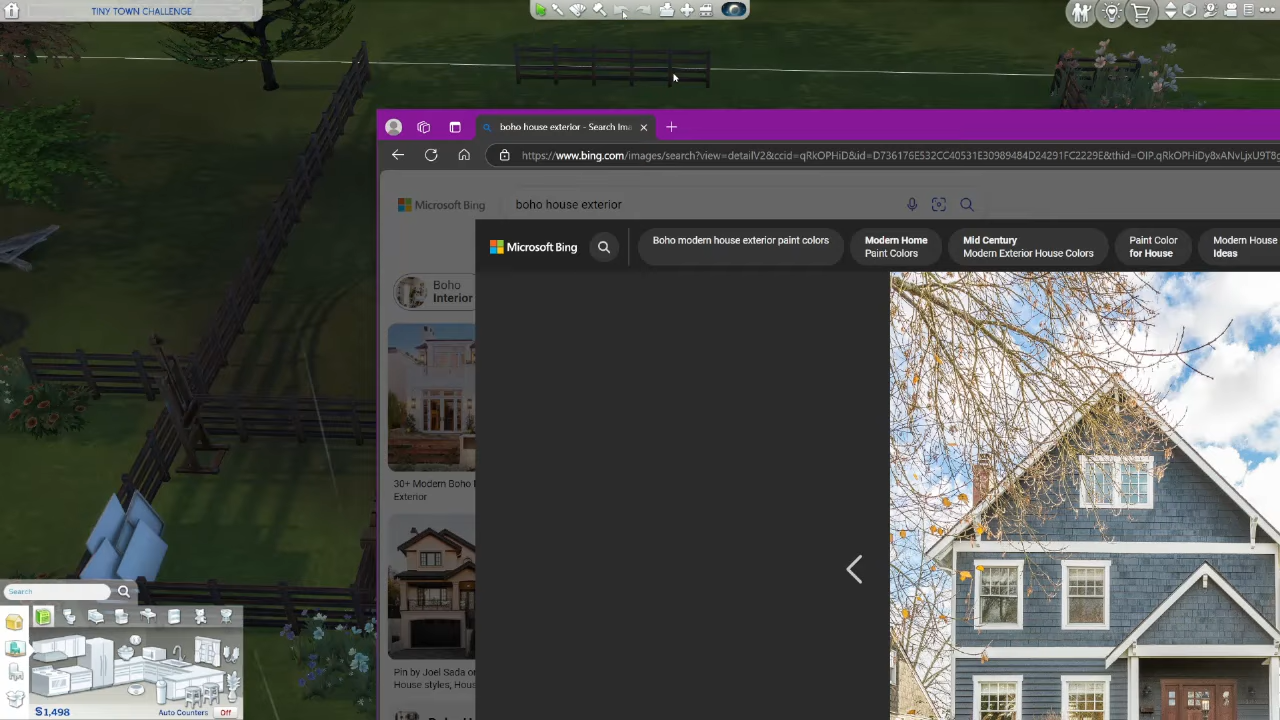 TINY TOWN CHALLENGE
boho house exterior - Search Ima
https://www.bing.com/images/search?view=detailV2&ccid=qRkOPHiD&id=D736176E532CC40531E30989484D24291FC2229E&thid=OIP.qRkOPHiDy8xANvLjxU9T8g
Microsoft Bing
boho house exterior
Microsoft Bing
Boho modern house exterior paint colors
Modern Home
Paint Colors
Mid Century
Modern Exterior House Colors
Paint Color
for House
Modern House
Ideas
Boho
Interior
30+ Modern Boho
Exterior
Pin by Joel Sada o
House styles, Hous
Search
$1,498
Auto Counters
Off